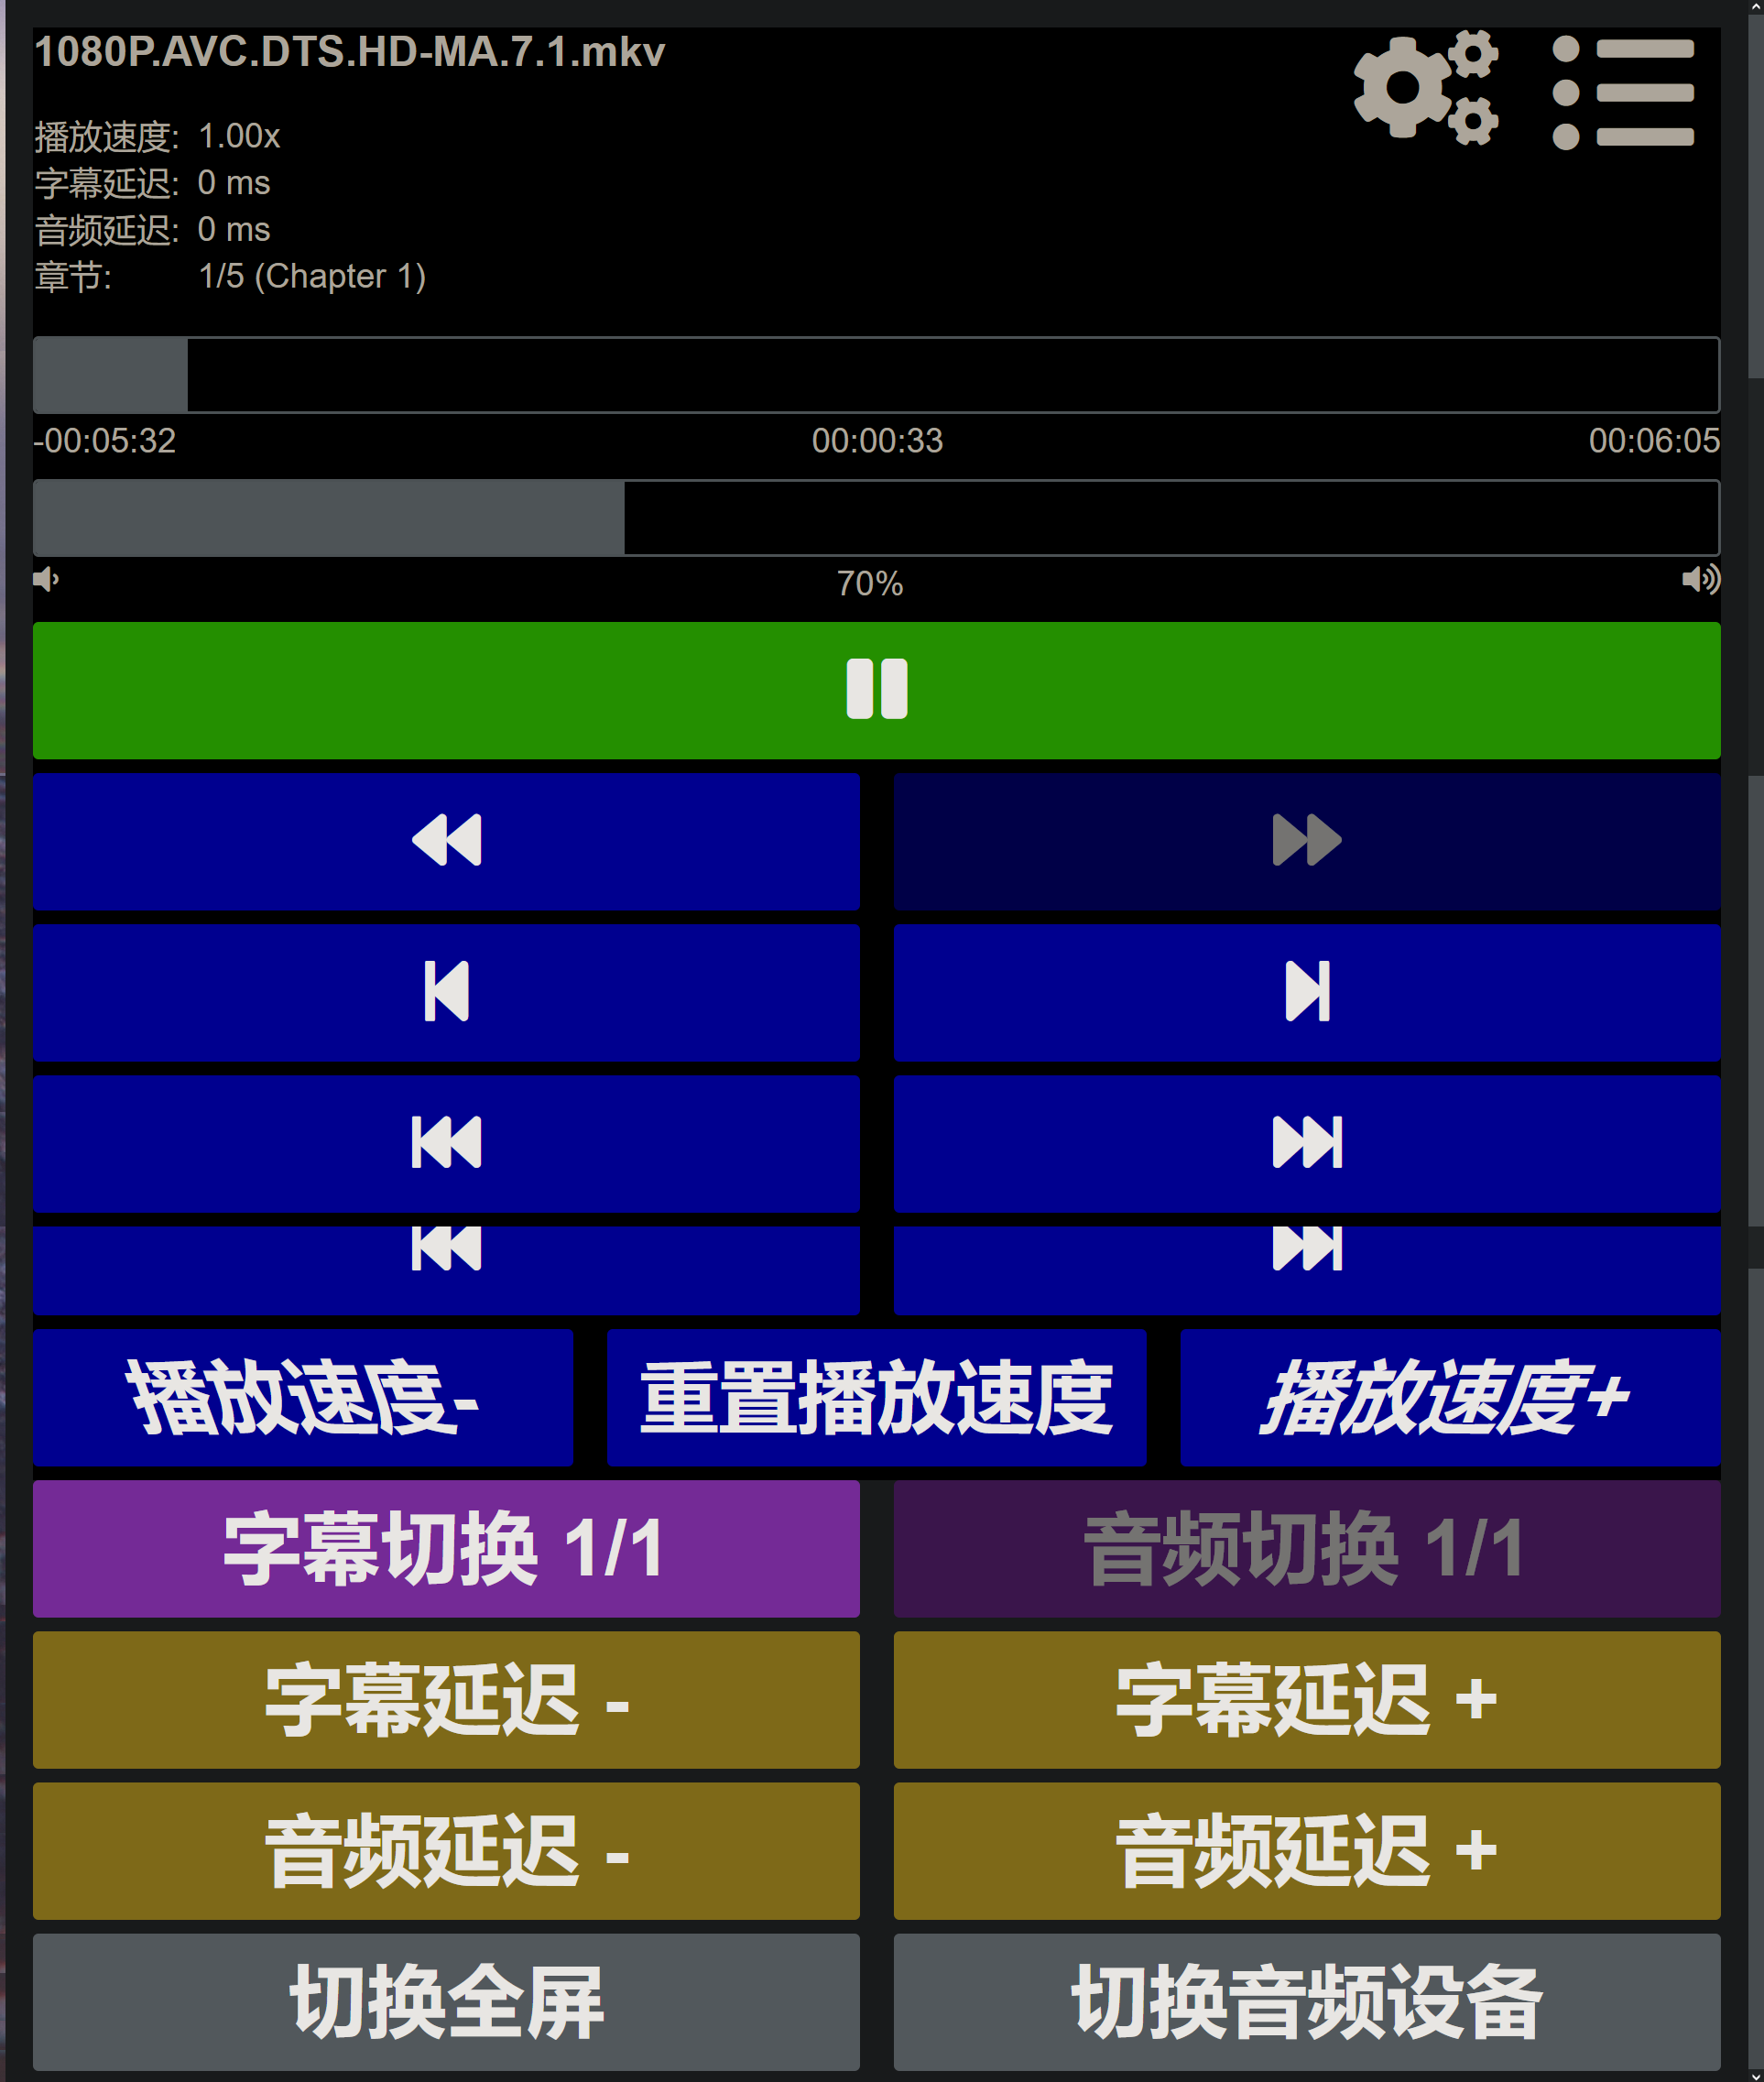 1080P.AVC.DTS.HD-MA.7.1.mkv
播放速度: 1.00x
字幕延迟: 0 ms
音频延迟: 0 ms
章节: 1/5 (Chapter 1)
-00:05:32 00:00:33 00:06:05
70%
播放速度- 重置播放速度 播放速度+
字幕切换 1/1 音频切换 1/1
字幕延迟 - 字幕延迟 +
音频延迟 - 音频延迟 +
切换全屏 切换音频设备